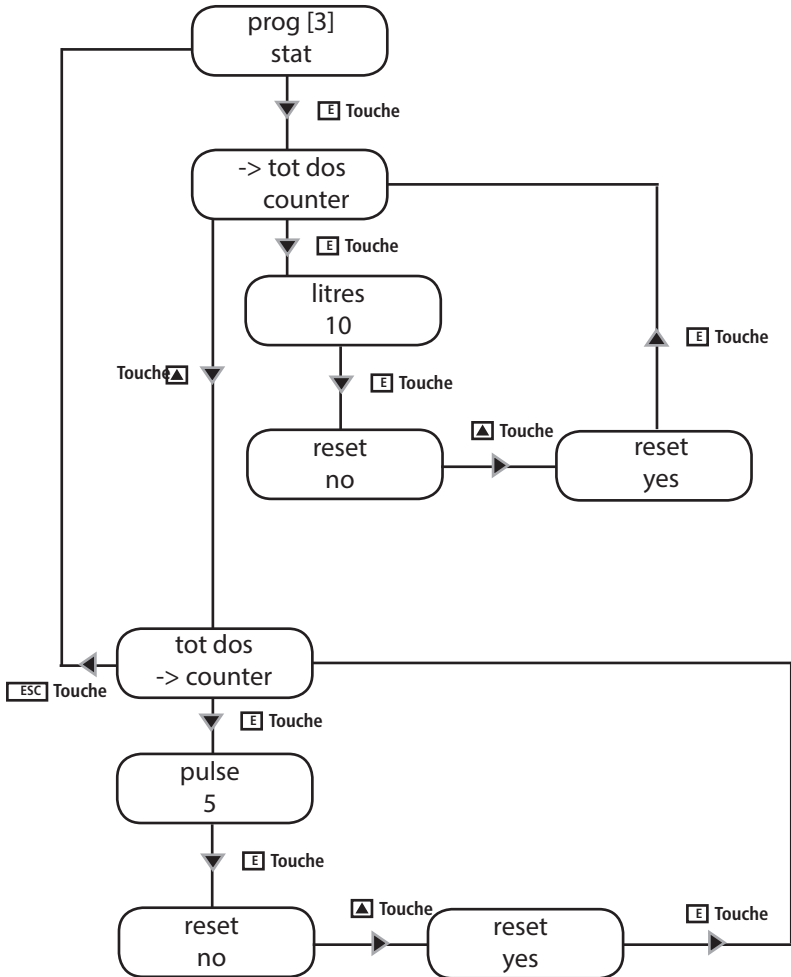 prog [3]
stat
E Touche
-> tot dos
counter
E Touche
litres
10
E Touche
Touche
E Touche
Touche
reset
no
reset
yes
tot dos
-> counter
ESC Touche
E Touche
pulse
5
E Touche
Touche
E Touche
reset
no
reset
yes